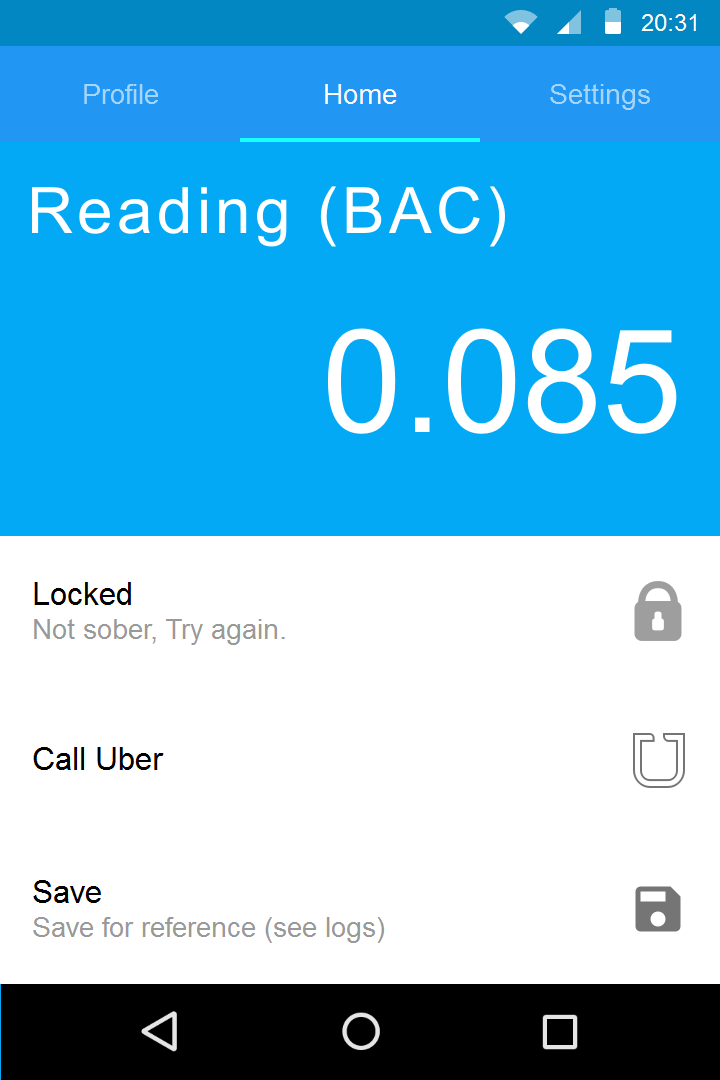 20:31
Profile Home Settings
Reading (BAC)
0.085
Locked
Not sober, Try again.
Call Uber
Save
Save for reference (see logs)